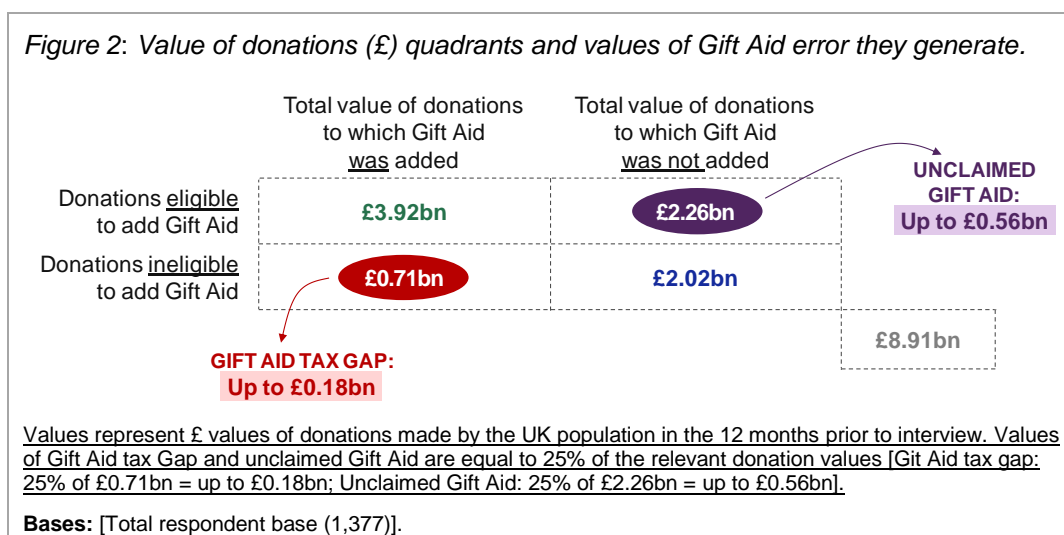 Figure 2: Value of donations (£) quadrants and values of Gift Aid error they generate.
Total value of donations
to which Gift Aid
was added
Total value of donations
to which Gift Aid
was not added
UNCLAIMED
GIFT AID:
Up to £0.56bn
Donations eligible
to add Gift Aid
£3.92bn
£2.26bn
Donations ineligible
to add Gift Aid
£0.71bn
£2.02bn
£8.91bn
GIFT AID TAX GAP:
Up to £0.18bn
Values represent £ values of donations made by the UK population in the 12 months prior to interview. Values
of Gift Aid tax Gap and unclaimed Gift Aid are equal to 25% of the relevant donation values [Git Aid tax gap:
25% of £0.71bn = up to £0.18bn; Unclaimed Gift Aid: 25% of £2.26bn = up to £0.56bn].
Bases: [Total respondent base (1,377)].